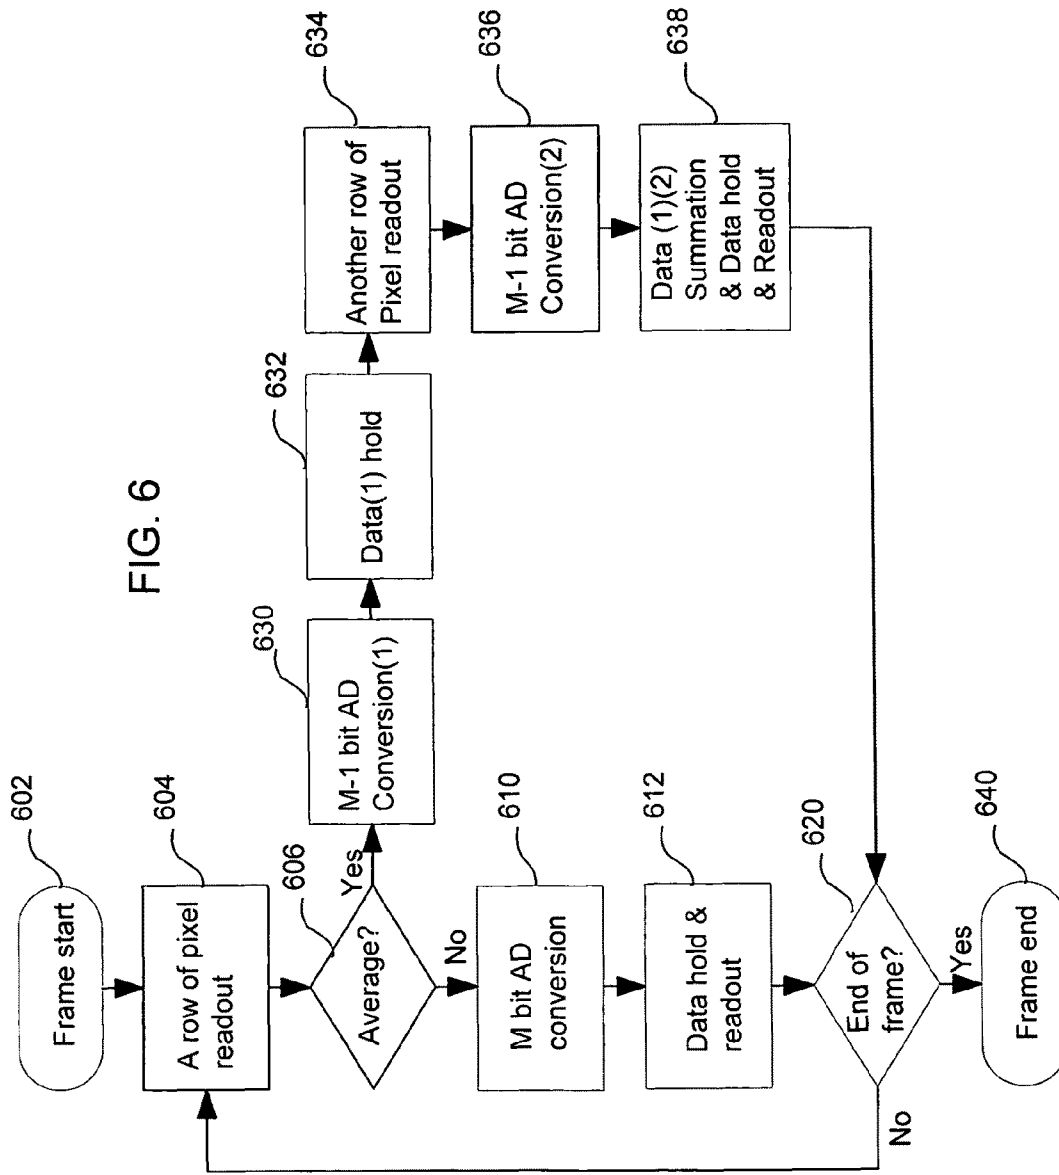 FIG. 6
602
Frame start
604
A row of pixel
readout
606
Average?
Yes
No
630
M-1 bit AD
Conversion(1)
632
Data(1) hold
634
Another row of
Pixel readout
636
M-1 bit AD
Conversion(2)
638
Data (1)(2)
Summation
& Data hold
& Readout
610
M bit AD
conversion
612
Data hold &
readout
620
End of
frame?
No
Yes
640
Frame end